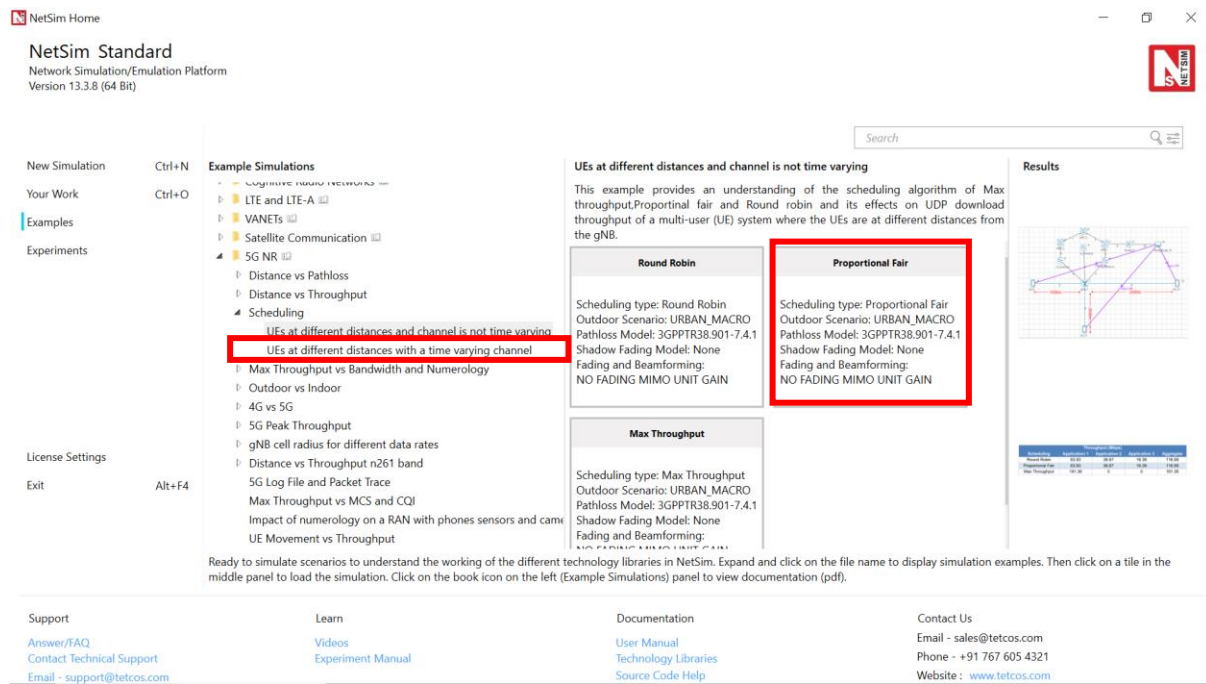 NetSim Home
NetSim Standard
Network Simulation/Emulation Platform
Version 13.3.8 (64 Bit)
NETSIM
Search
New Simulation Ctrl+N
Your Work Ctrl+O
Examples
Experiments
License Settings
Exit Alt+F4
Example Simulations
Cognitive Radio Networks
LTE and LTE-A
VANETs
Satellite Communication
5G NR
Distance vs Pathloss
Distance vs Throughput
Scheduling
UEs at different distances and channel is not time varying
UEs at different distances with a time varying channel
Max Throughput vs Bandwidth and Numerology
Outdoor vs Indoor
4G vs 5G
5G Peak Throughput
gNB cell radius for different data rates
Distance vs Throughput n261 band
5G Log File and Packet Trace
Max Throughput vs MCS and CQI
Impact of numerology on a RAN with phones sensors and came
UE Movement vs Throughput
UEs at different distances and channel is not time varying
This example provides an understanding of the scheduling algorithm of Max
throughput,Proportinal fair and Round robin and its effects on UDP download
throughput of a multi-user (UE) system where the UEs are at different distances from
the gNB.
Round Robin
Scheduling type: Round Robin
Outdoor Scenario: URBAN_MACRO
Pathloss Model: 3GPPTR38.901-7.4.1
Shadow Fading Model: None
Fading and Beamforming:
NO FADING MIMO UNIT GAIN
Proportional Fair
Scheduling type: Proportional Fair
Outdoor Scenario: URBAN_MACRO
Pathloss Model: 3GPPTR38.901-7.4.1
Shadow Fading Model: None
Fading and Beamforming:
NO FADING MIMO UNIT GAIN
Max Throughput
Scheduling type: Max Throughput
Outdoor Scenario: URBAN_MACRO
Pathloss Model: 3GPPTR38.901-7.4.1
Shadow Fading Model: None
Fading and Beamforming:
NO FADING MIMO UNIT GAIN
Results
Ready to simulate scenarios to understand the working of the different technology libraries in NetSim. Expand and click on the file name to display simulation examples. Then click on a tile in the
middle panel to load the simulation. Click on the book icon on the left (Example Simulations) panel to view documentation (pdf).
Support
Answer/FAQ
Contact Technical Support
Email - support@tetcos.com
Learn
Videos
Experiment Manual
Documentation
User Manual
Technology Libraries
Source Code Help
Contact Us
Email - sales@tetcos.com
Phone - +91 767 605 4321
Website : www.tetcos.com